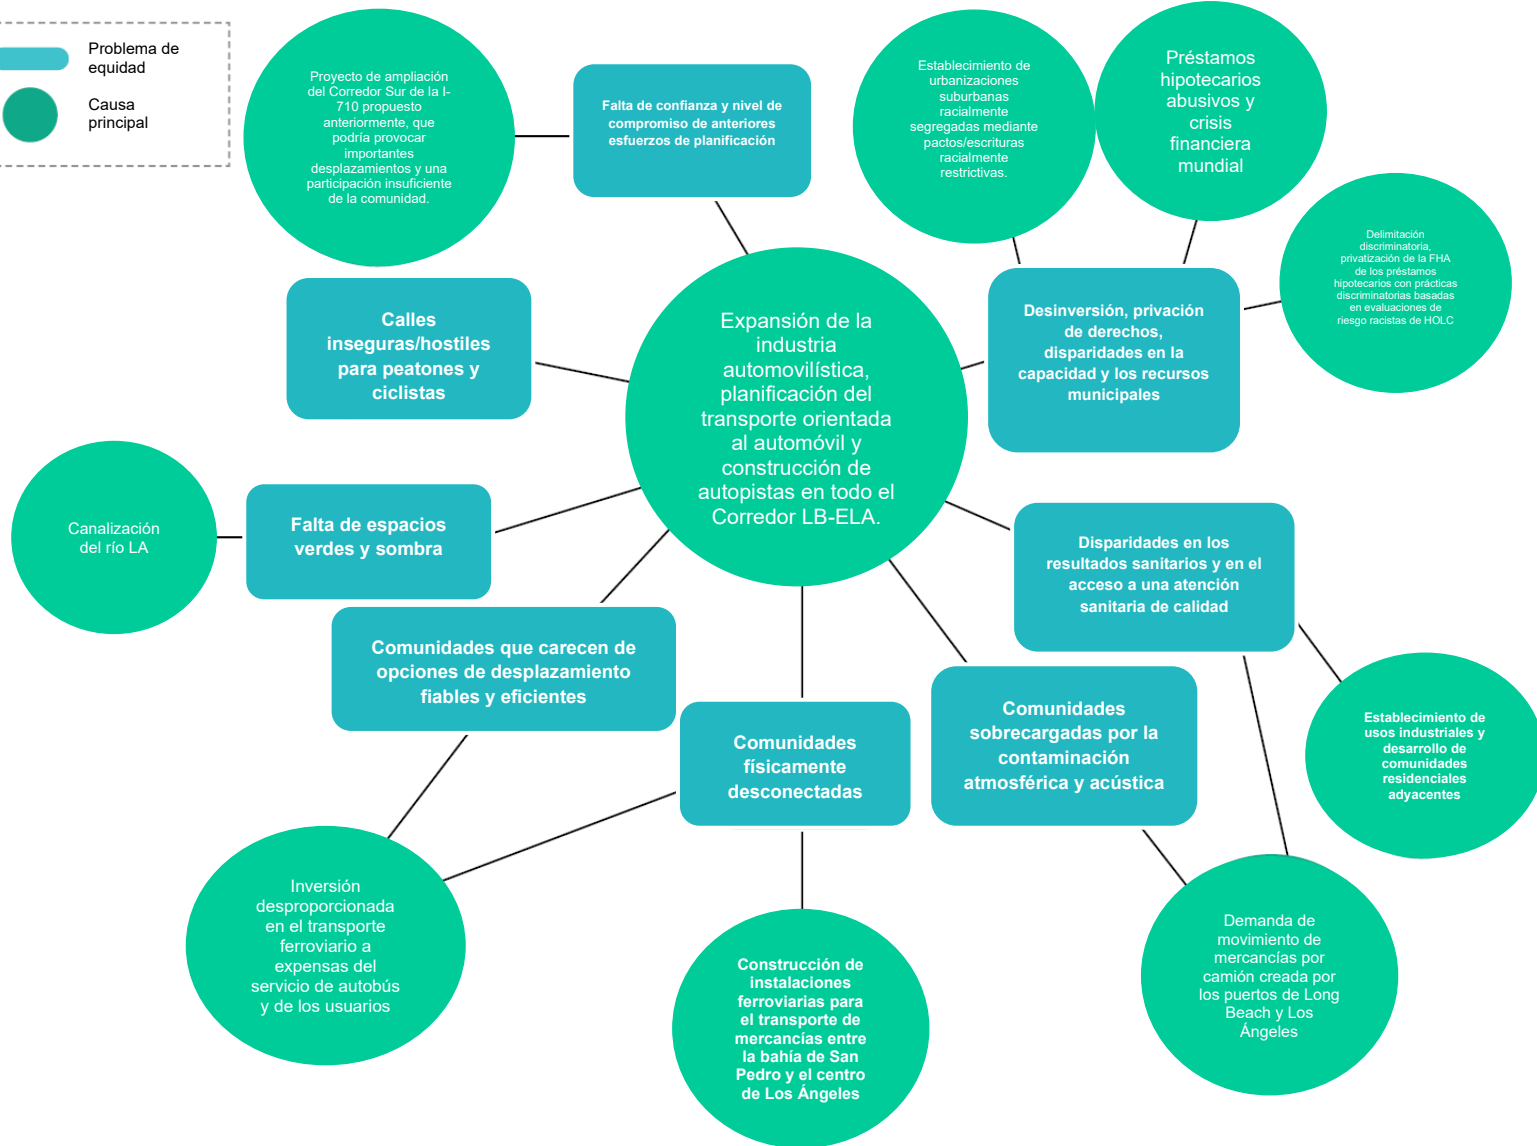 Problema de
equidad
Causa
principal
Proyecto de ampliación
del Corredor Sur de la I-
710 propuesto
anteriormente, que
podría provocar
importantes
desplazamientos y una
participación insuficiente
de la comunidad.
Falta de confianza y nivel de
compromiso de anteriores
esfuerzos de planificación
Establecimiento de
urbanizaciones
suburbanas
racialmente
segregadas mediante
pactos/escrituras
racialmente
restrictivas.
Préstamos
hipotecarios
abusivos y
crisis
financiera
mundial
Delimitación
discriminatoria,
privatización de la FHA
de los préstamos
hipotecarios con prácticas
discriminatorias basadas
en evaluaciones de
riesgo racistas de HOLC
Calles
inseguras/hostiles
para peatones y
ciclistas
Expansión de la
industria
automovilística,
planificación del
transporte orientada
al automóvil y
construcción de
autopistas en todo el
Corredor LB-ELA.
Desinversión, privación
de derechos,
disparidades en la
capacidad y los recursos
municipales
Canalización
del río LA
Falta de espacios
verdes y sombra
Disparidades en los
resultados sanitarios y en el
acceso a una atención
sanitaria de calidad
Comunidades que carecen de
opciones de desplazamiento
fiables y eficientes
Comunidades
físicamente
desconectadas
Comunidades
sobrecargadas por la
contaminación
atmosférica y acústica
Establecimiento de
usos industriales y
desarrollo de
comunidades
residenciales
adyacentes
Inversión
desproporcionada
en el transporte
ferroviario a
expensas del
servicio de autobús
y de los usuarios
Construcción de
instalaciones
ferroviarias para
el transporte de
mercancías entre
la bahía de San
Pedro y el centro
de Los Ángeles
Demanda de
movimiento de
mercancías por
camión creada por
los puertos de Long
Beach y Los
Ángeles